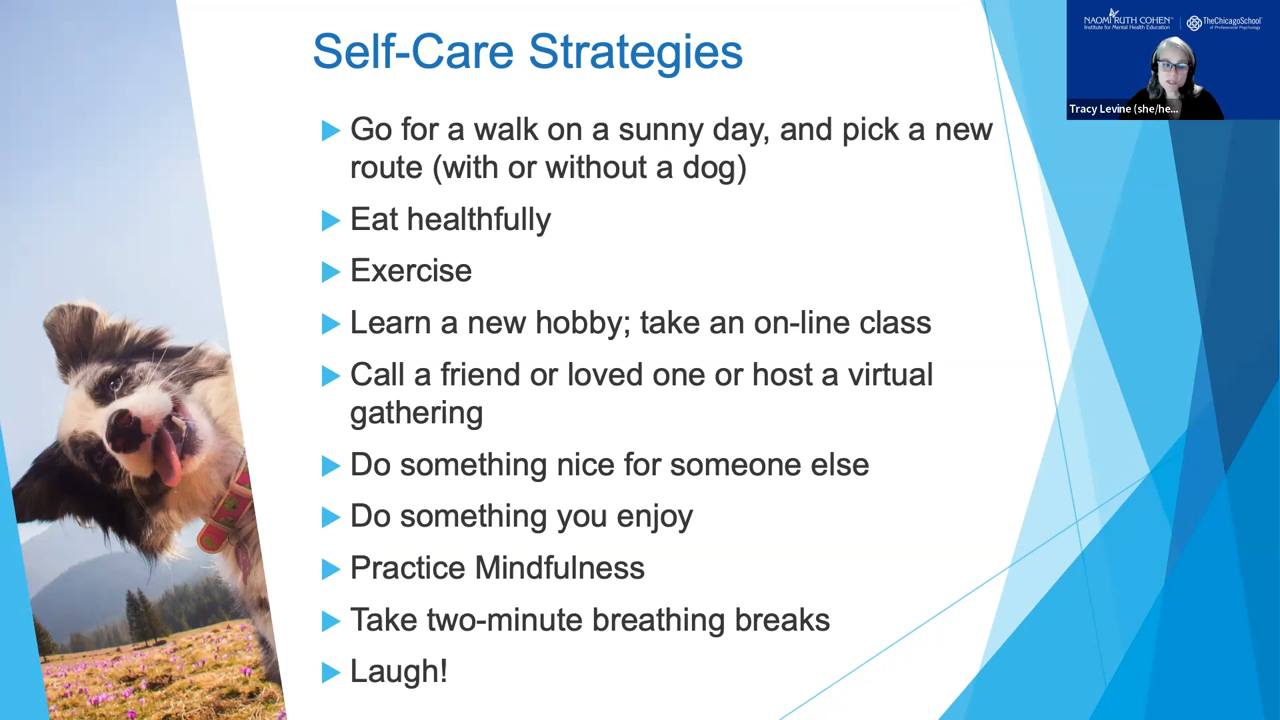 Self-Care Strategies
Go for a walk on a sunny day, and pick a new
route (with or without a dog)
Eat healthfully
Exercise
Learn a new hobby; take an on-line class
Call a friend or loved one or host a virtual
gathering
Do something nice for someone else
Do something you enjoy
Practice Mindfulness
Take two-minute breathing breaks
Laugh!
NAOMI RUTH COHEN
Institute for Mental Health Education
TheChicagoSchool
of Professional Psychology
Tracy Levine (she/he...